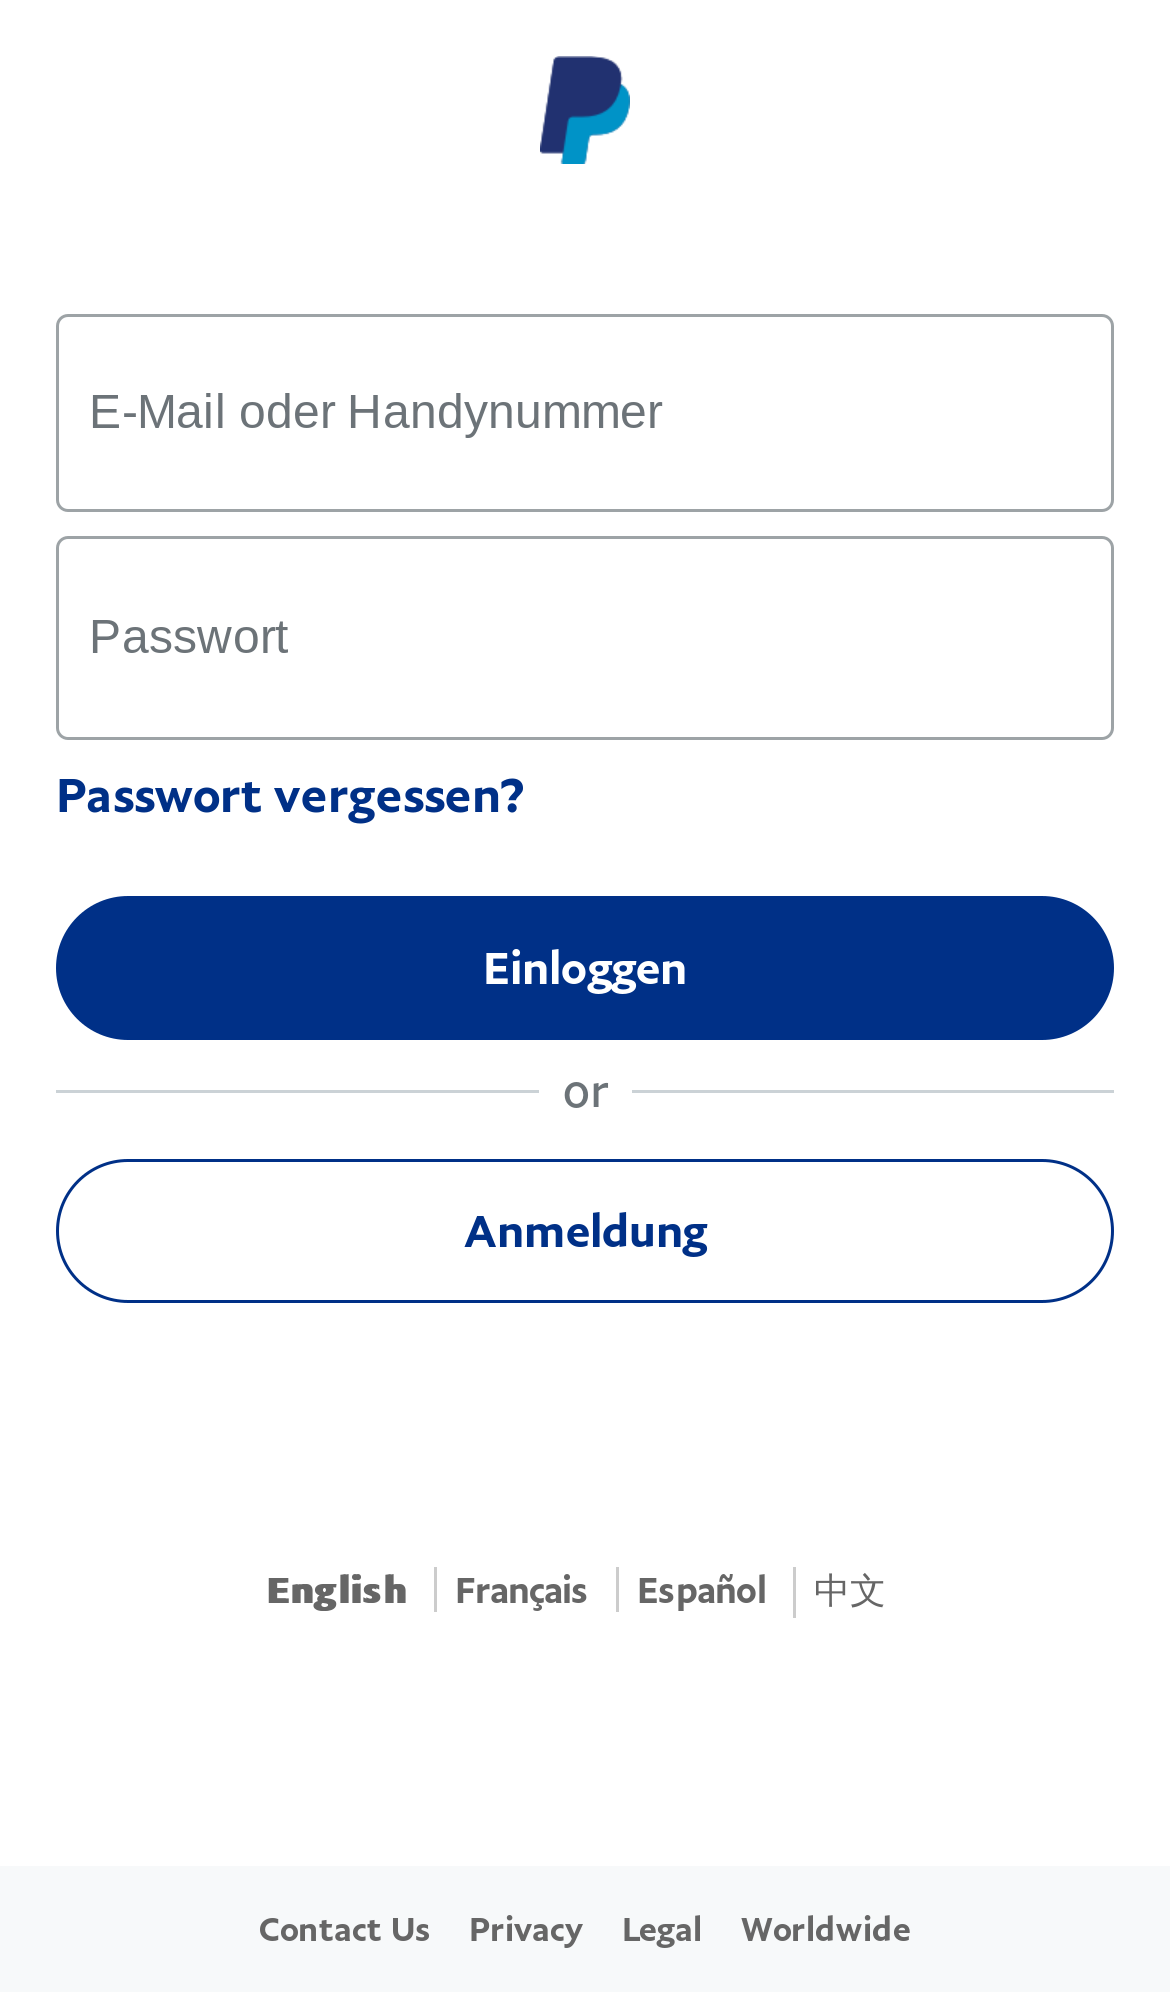 E-Mail oder Handynummer
Passwort
Passwort vergessen?
Einloggen
or
Anmeldung
English Français Español 中文
Contact Us Privacy Legal Worldwide